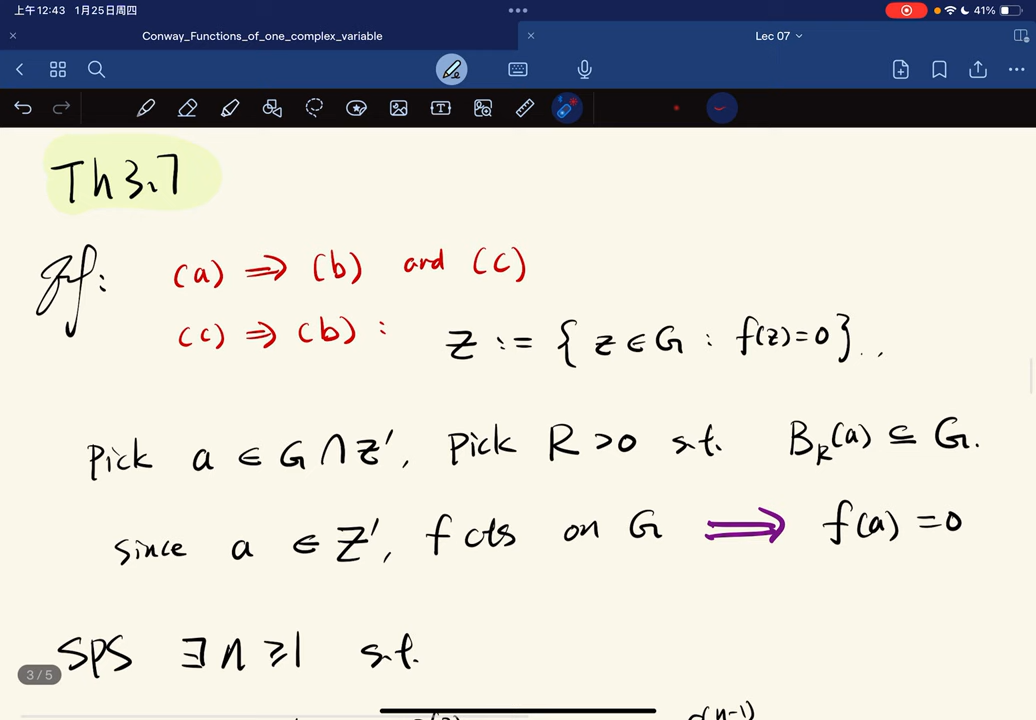 上午12:43 1月25日周四
41%
Conway_Functions_of_one_complex_variable
Lec 07
Th 3.7
pf:
(a) ⇒ (b) and (c)
(c) ⇒ (b) : Z := { z ∈ G : f(z)=0 }
Pick a ∈ G ∩ Z', Pick R > 0 s.t. B_R(a) ⊆ G.
since a ∈ Z', f cts on G ⟹ f(a) = 0
SPS ∃ n ≥ 1 s.t.
3 / 5
(n-1)